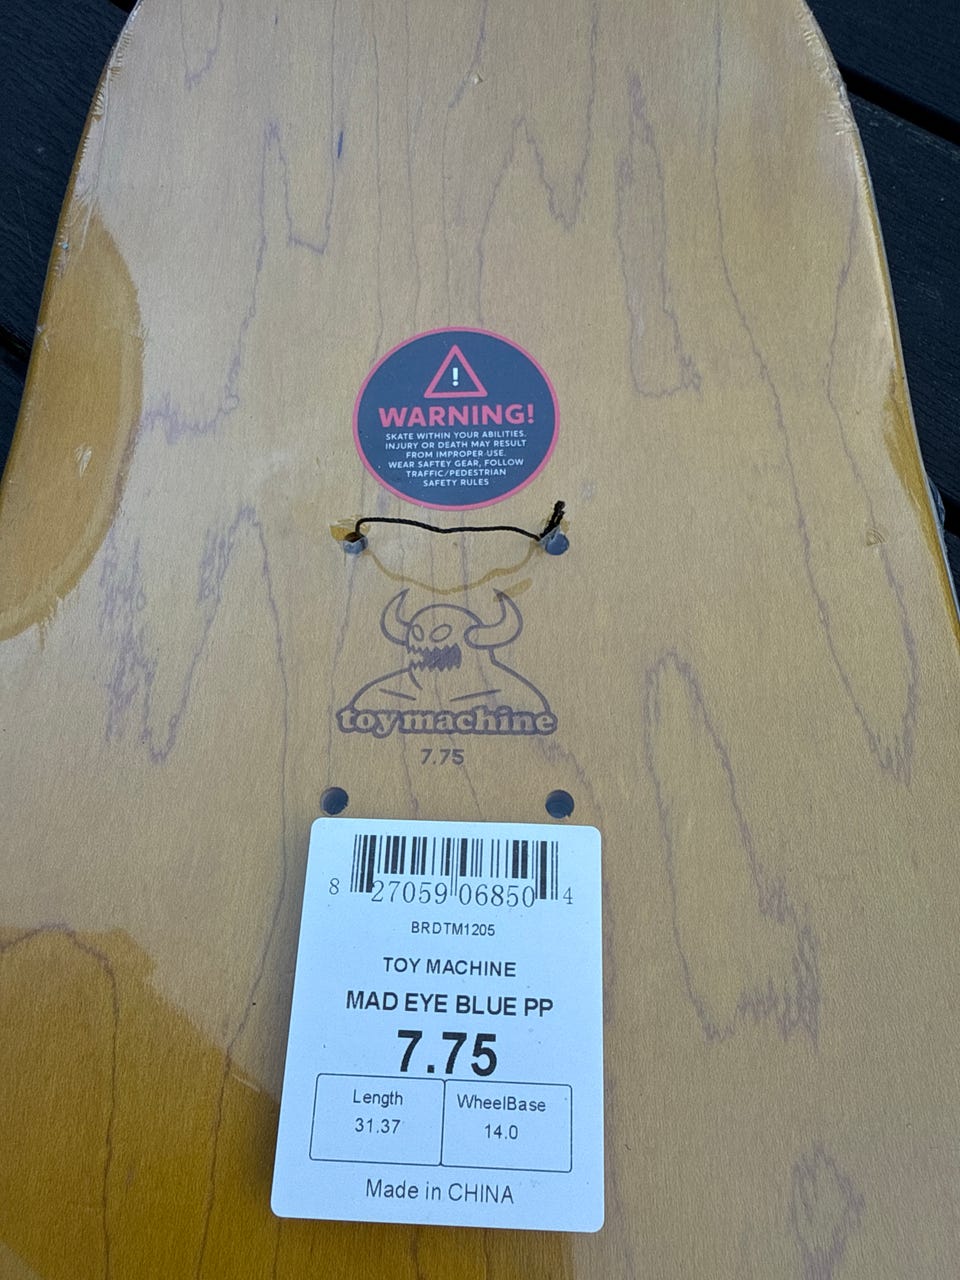 !
WARNING!
SKATE WITHIN YOUR ABILITIES.
INJURY OR DEATH MAY RESULT
FROM IMPROPER USE.
WEAR SAFTEY GEAR, FOLLOW
TRAFFIC/PEDESTRIAN
SAFETY RULES
toy machine
7.75
8 27059 06850 4
BRDTM1205
TOY MACHINE
MAD EYE BLUE PP
7.75
Length WheelBase
31.37 14.0
Made in CHINA